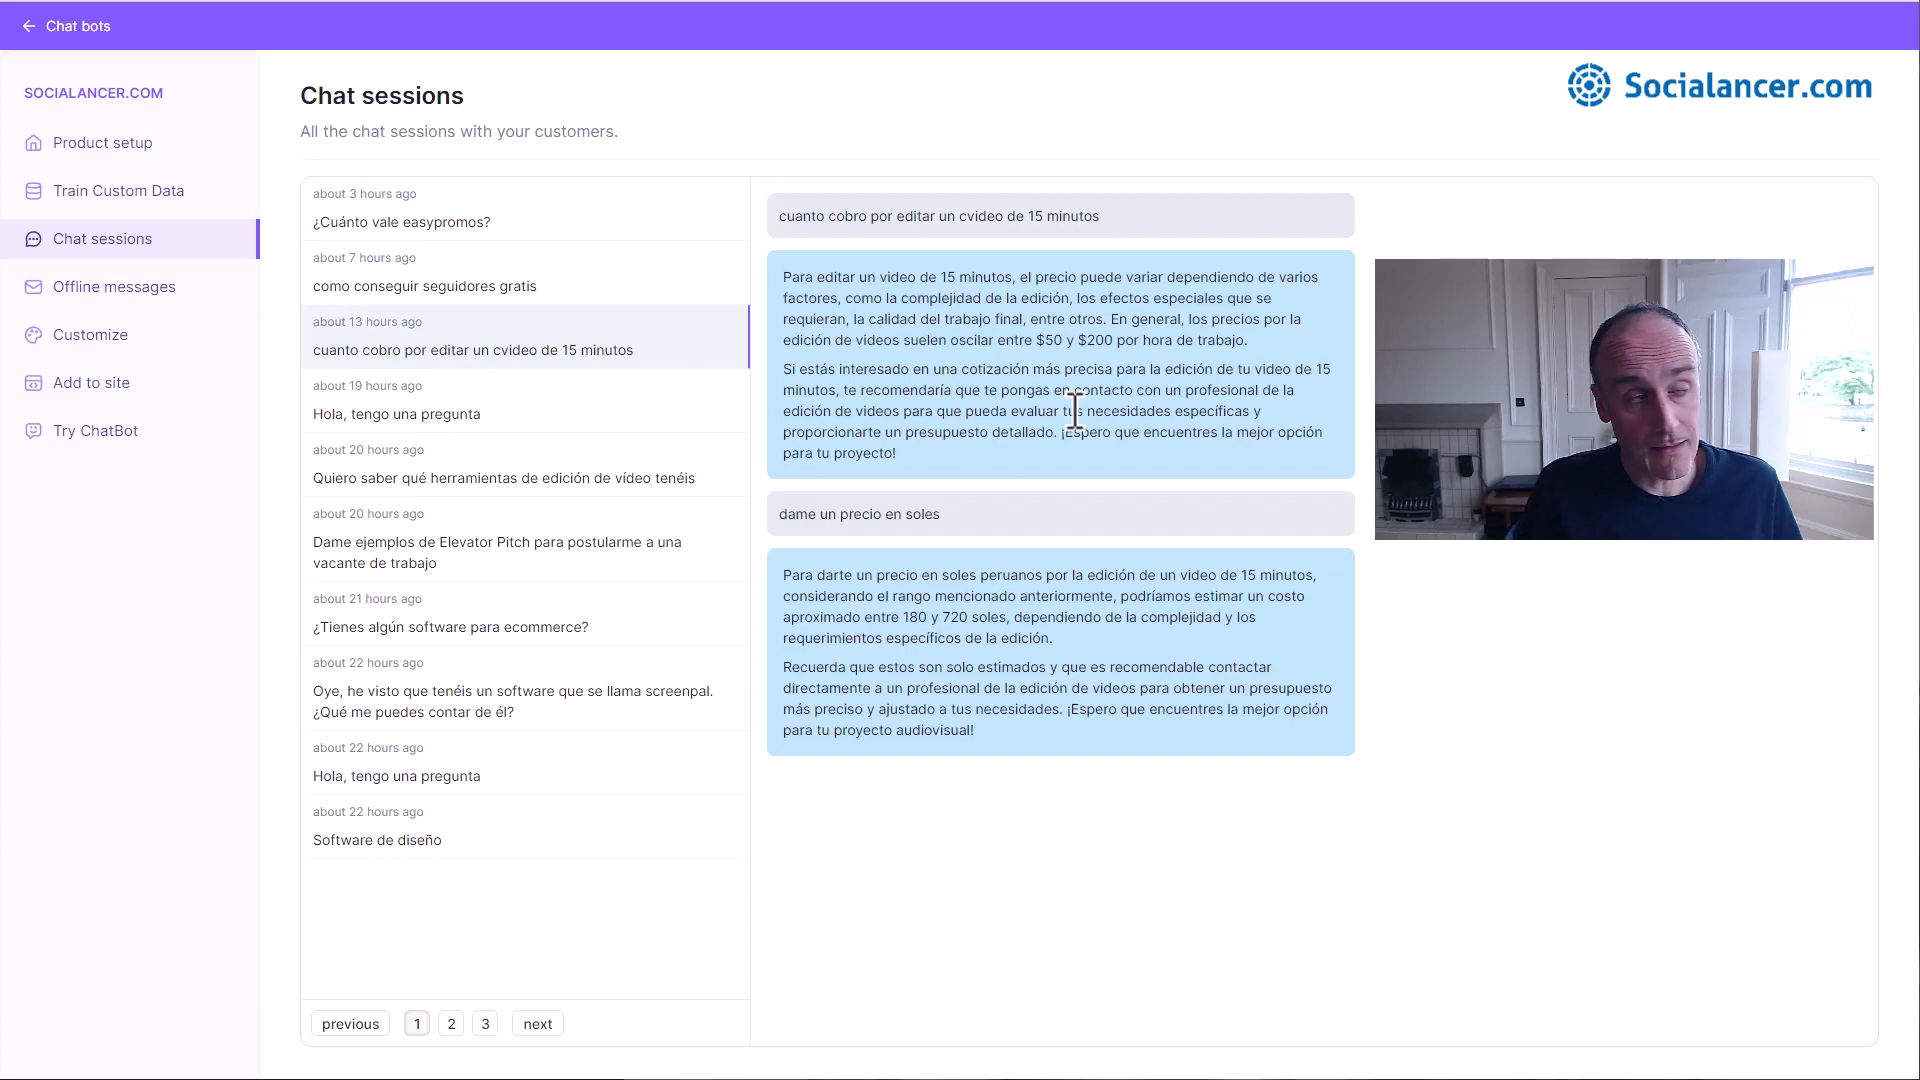 Chat bots
SOCIALANCER.COM
Product setup
Train Custom Data
Chat sessions
Offline messages
Customize
Add to site
Try ChatBot
Chat sessions
All the chat sessions with your customers.
Socialancer.com
about 3 hours ago
¿Cuánto vale easypromos?
about 7 hours ago
como conseguir seguidores gratis
about 13 hours ago
cuanto cobro por editar un cvideo de 15 minutos
about 19 hours ago
Hola, tengo una pregunta
about 20 hours ago
Quiero saber qué herramientas de edición de vídeo tenéis
about 20 hours ago
Dame ejemplos de Elevator Pitch para postularme a una
vacante de trabajo
about 21 hours ago
¿Tienes algún software para ecommerce?
about 22 hours ago
Oye, he visto que tenéis un software que se llama screenpal.
¿Qué me puedes contar de él?
about 22 hours ago
Hola, tengo una pregunta
about 22 hours ago
Software de diseño
previous 1 2 3 next
cuanto cobro por editar un cvideo de 15 minutos
Para editar un video de 15 minutos, el precio puede variar dependiendo de varios
factores, como la complejidad de la edición, los efectos especiales que se
requieran, la calidad del trabajo final, entre otros. En general, los precios por la
edición de videos suelen oscilar entre $50 y $200 por hora de trabajo.
Si estás interesado en una cotización más precisa para la edición de tu video de 15
minutos, te recomendaría que te pongas en contacto con un profesional de la
edición de videos para que pueda evaluar tus necesidades específicas y
proporcionarte un presupuesto detallado. ¡Espero que encuentres la mejor opción
para tu proyecto!
dame un precio en soles
Para darte un precio en soles peruanos por la edición de un video de 15 minutos,
considerando el rango mencionado anteriormente, podríamos estimar un costo
aproximado entre 180 y 720 soles, dependiendo de la complejidad y los
requerimientos específicos de la edición.
Recuerda que estos son solo estimados y que es recomendable contactar
directamente a un profesional de la edición de videos para obtener un presupuesto
más preciso y ajustado a tus necesidades. ¡Espero que encuentres la mejor opción
para tu proyecto audiovisual!